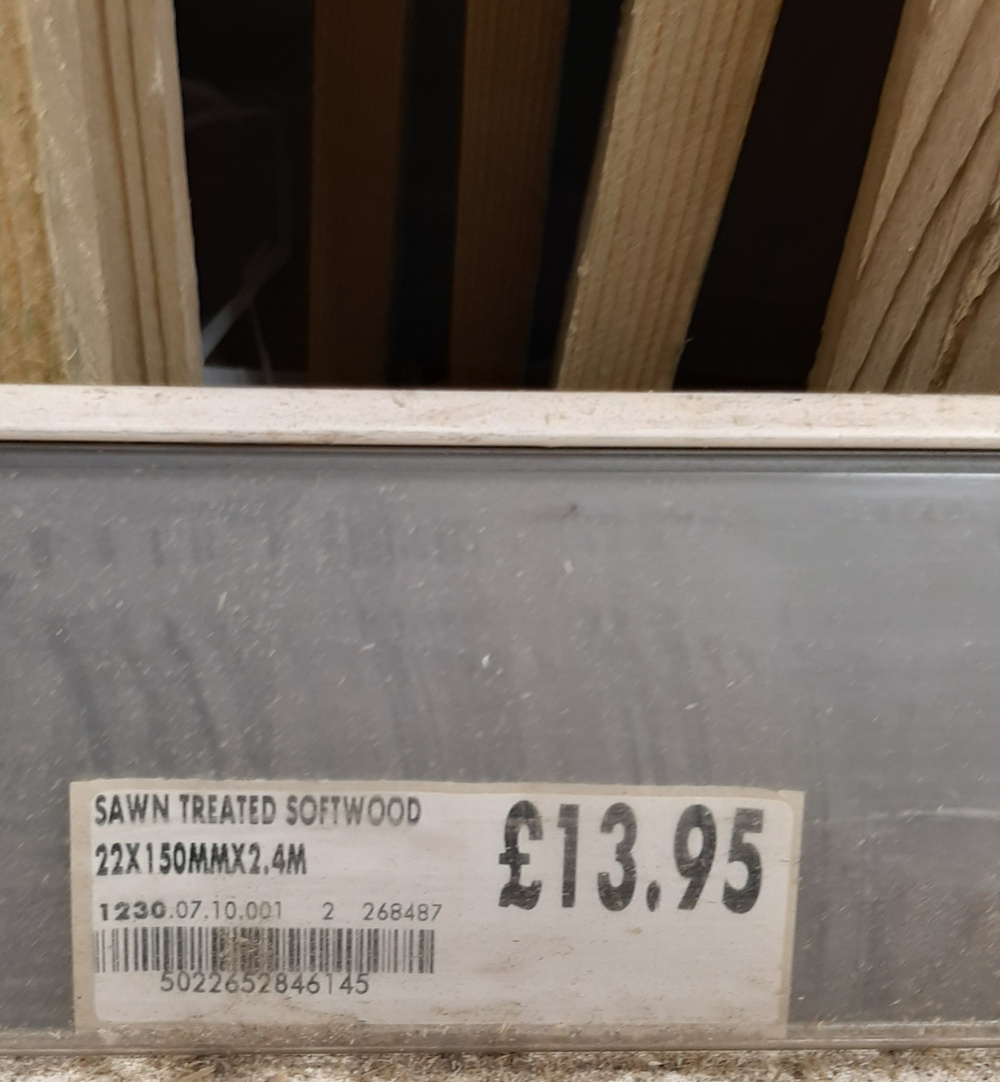 SAWN TREATED SOFTWOOD
22X150MMX2.4M
£13.95
1230.07.10.001 2 268487
5022652846145